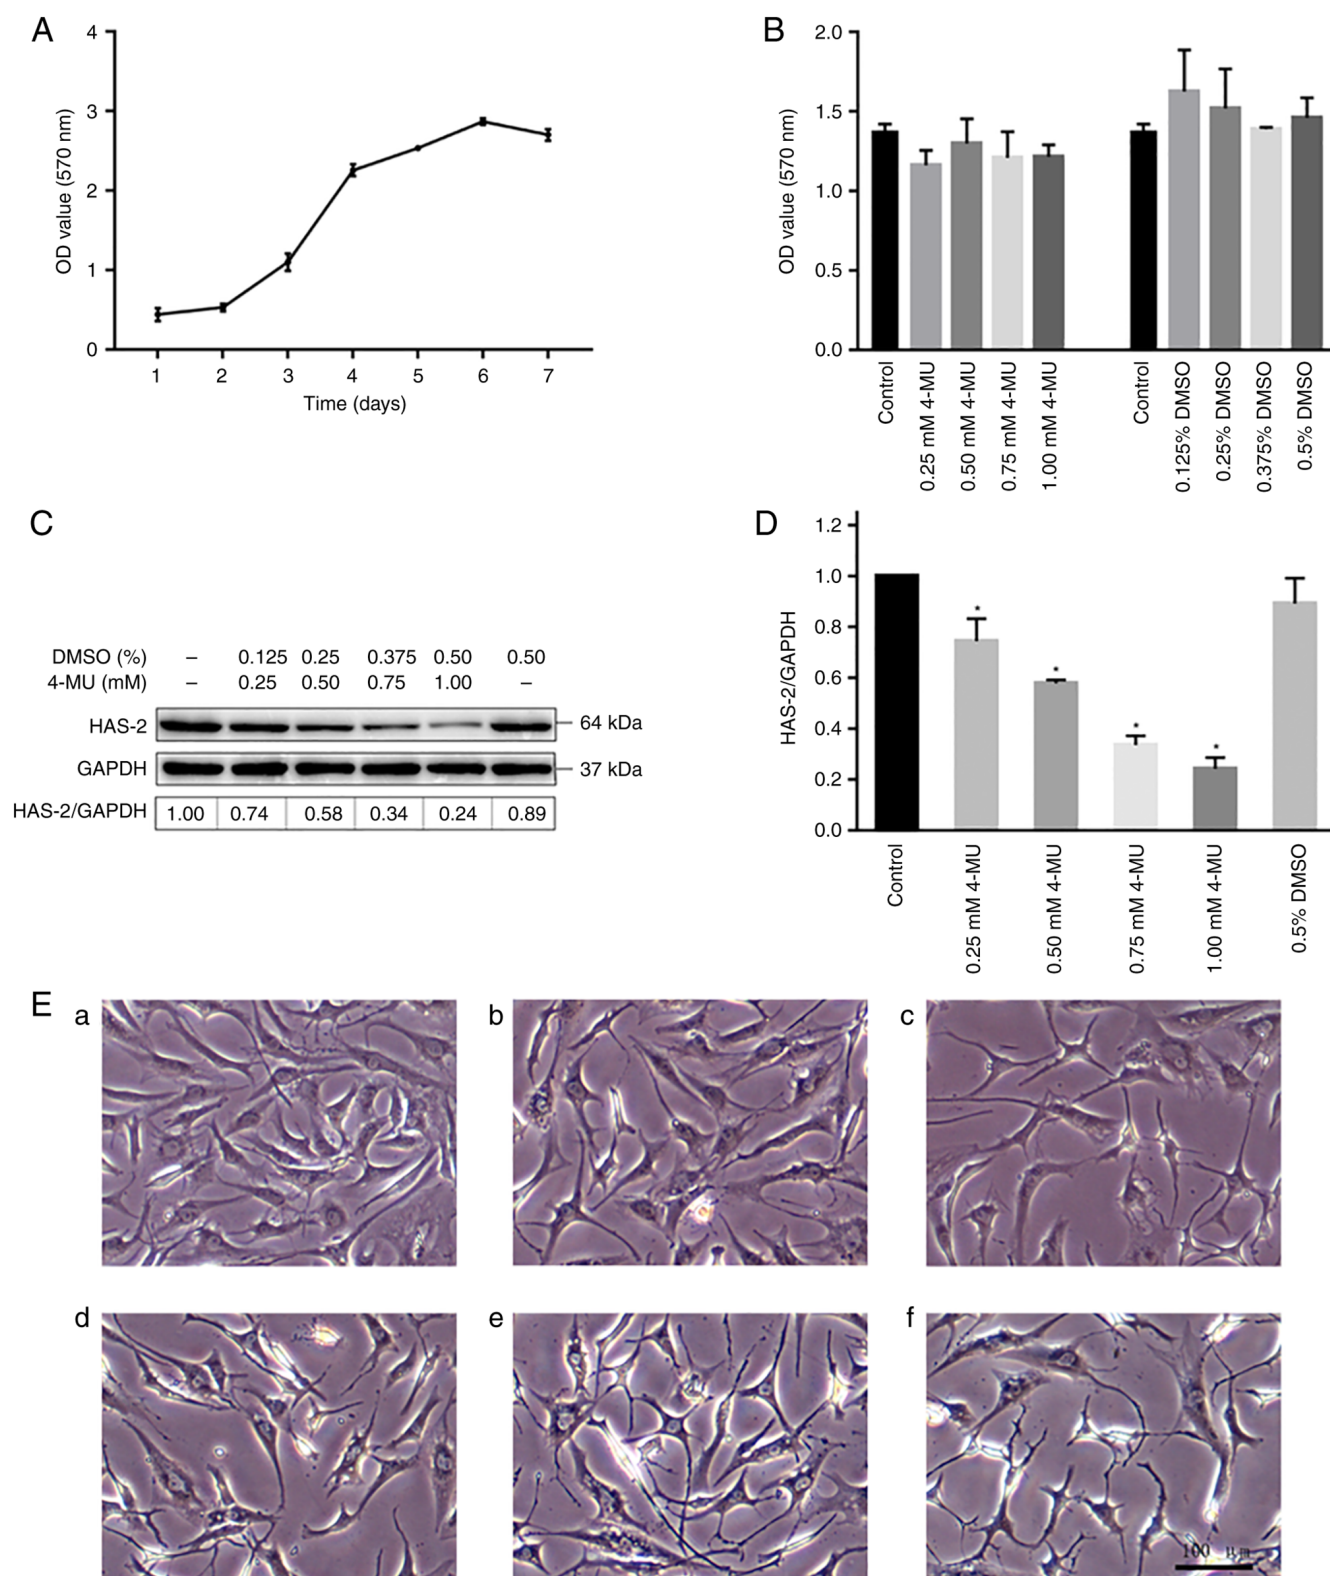 A
OD value (570 nm)
4
3
2
1
0
1 2 3 4 5 6 7
Time (days)
B
OD value (570 nm)
2.0
1.5
1.0
0.5
0.0
Control
0.25 mM 4-MU
0.50 mM 4-MU
0.75 mM 4-MU
1.00 mM 4-MU
Control
0.125% DMSO
0.25% DMSO
0.375% DMSO
0.5% DMSO
C
DMSO (%) – 0.125 0.25 0.375 0.50 0.50
4-MU (mM) – 0.25 0.50 0.75 1.00 –
HAS-2 64 kDa
GAPDH 37 kDa
HAS-2/GAPDH 1.00 0.74 0.58 0.34 0.24 0.89
D
HAS-2/GAPDH
1.2
1.0
0.8
0.6
0.4
0.2
0.0
* * * *
Control
0.25 mM 4-MU
0.50 mM 4-MU
0.75 mM 4-MU
1.00 mM 4-MU
0.5% DMSO
E
a b c
d e f
100 μm